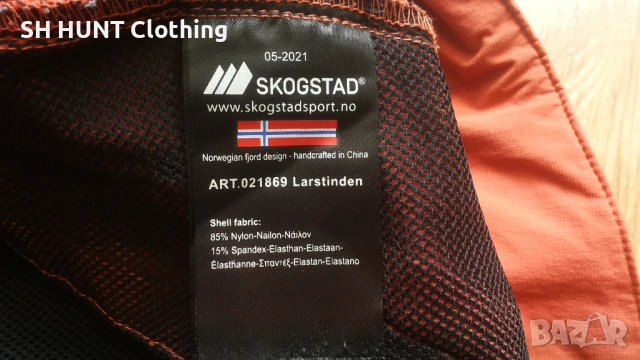 SH HUNT Clothing
05-2021
SKOGSTAD®
www.skogstadsport.no
Norwegian fjord design - handcrafted in China
ART.021869 Larstinden
Shell fabric:
85% Nylon-Nailon-Νάιλον
15% Spandex-Elasthan-Elastaan-
Élasthanne-Σπαντέξ-Elastan-Elastano
BAZAR